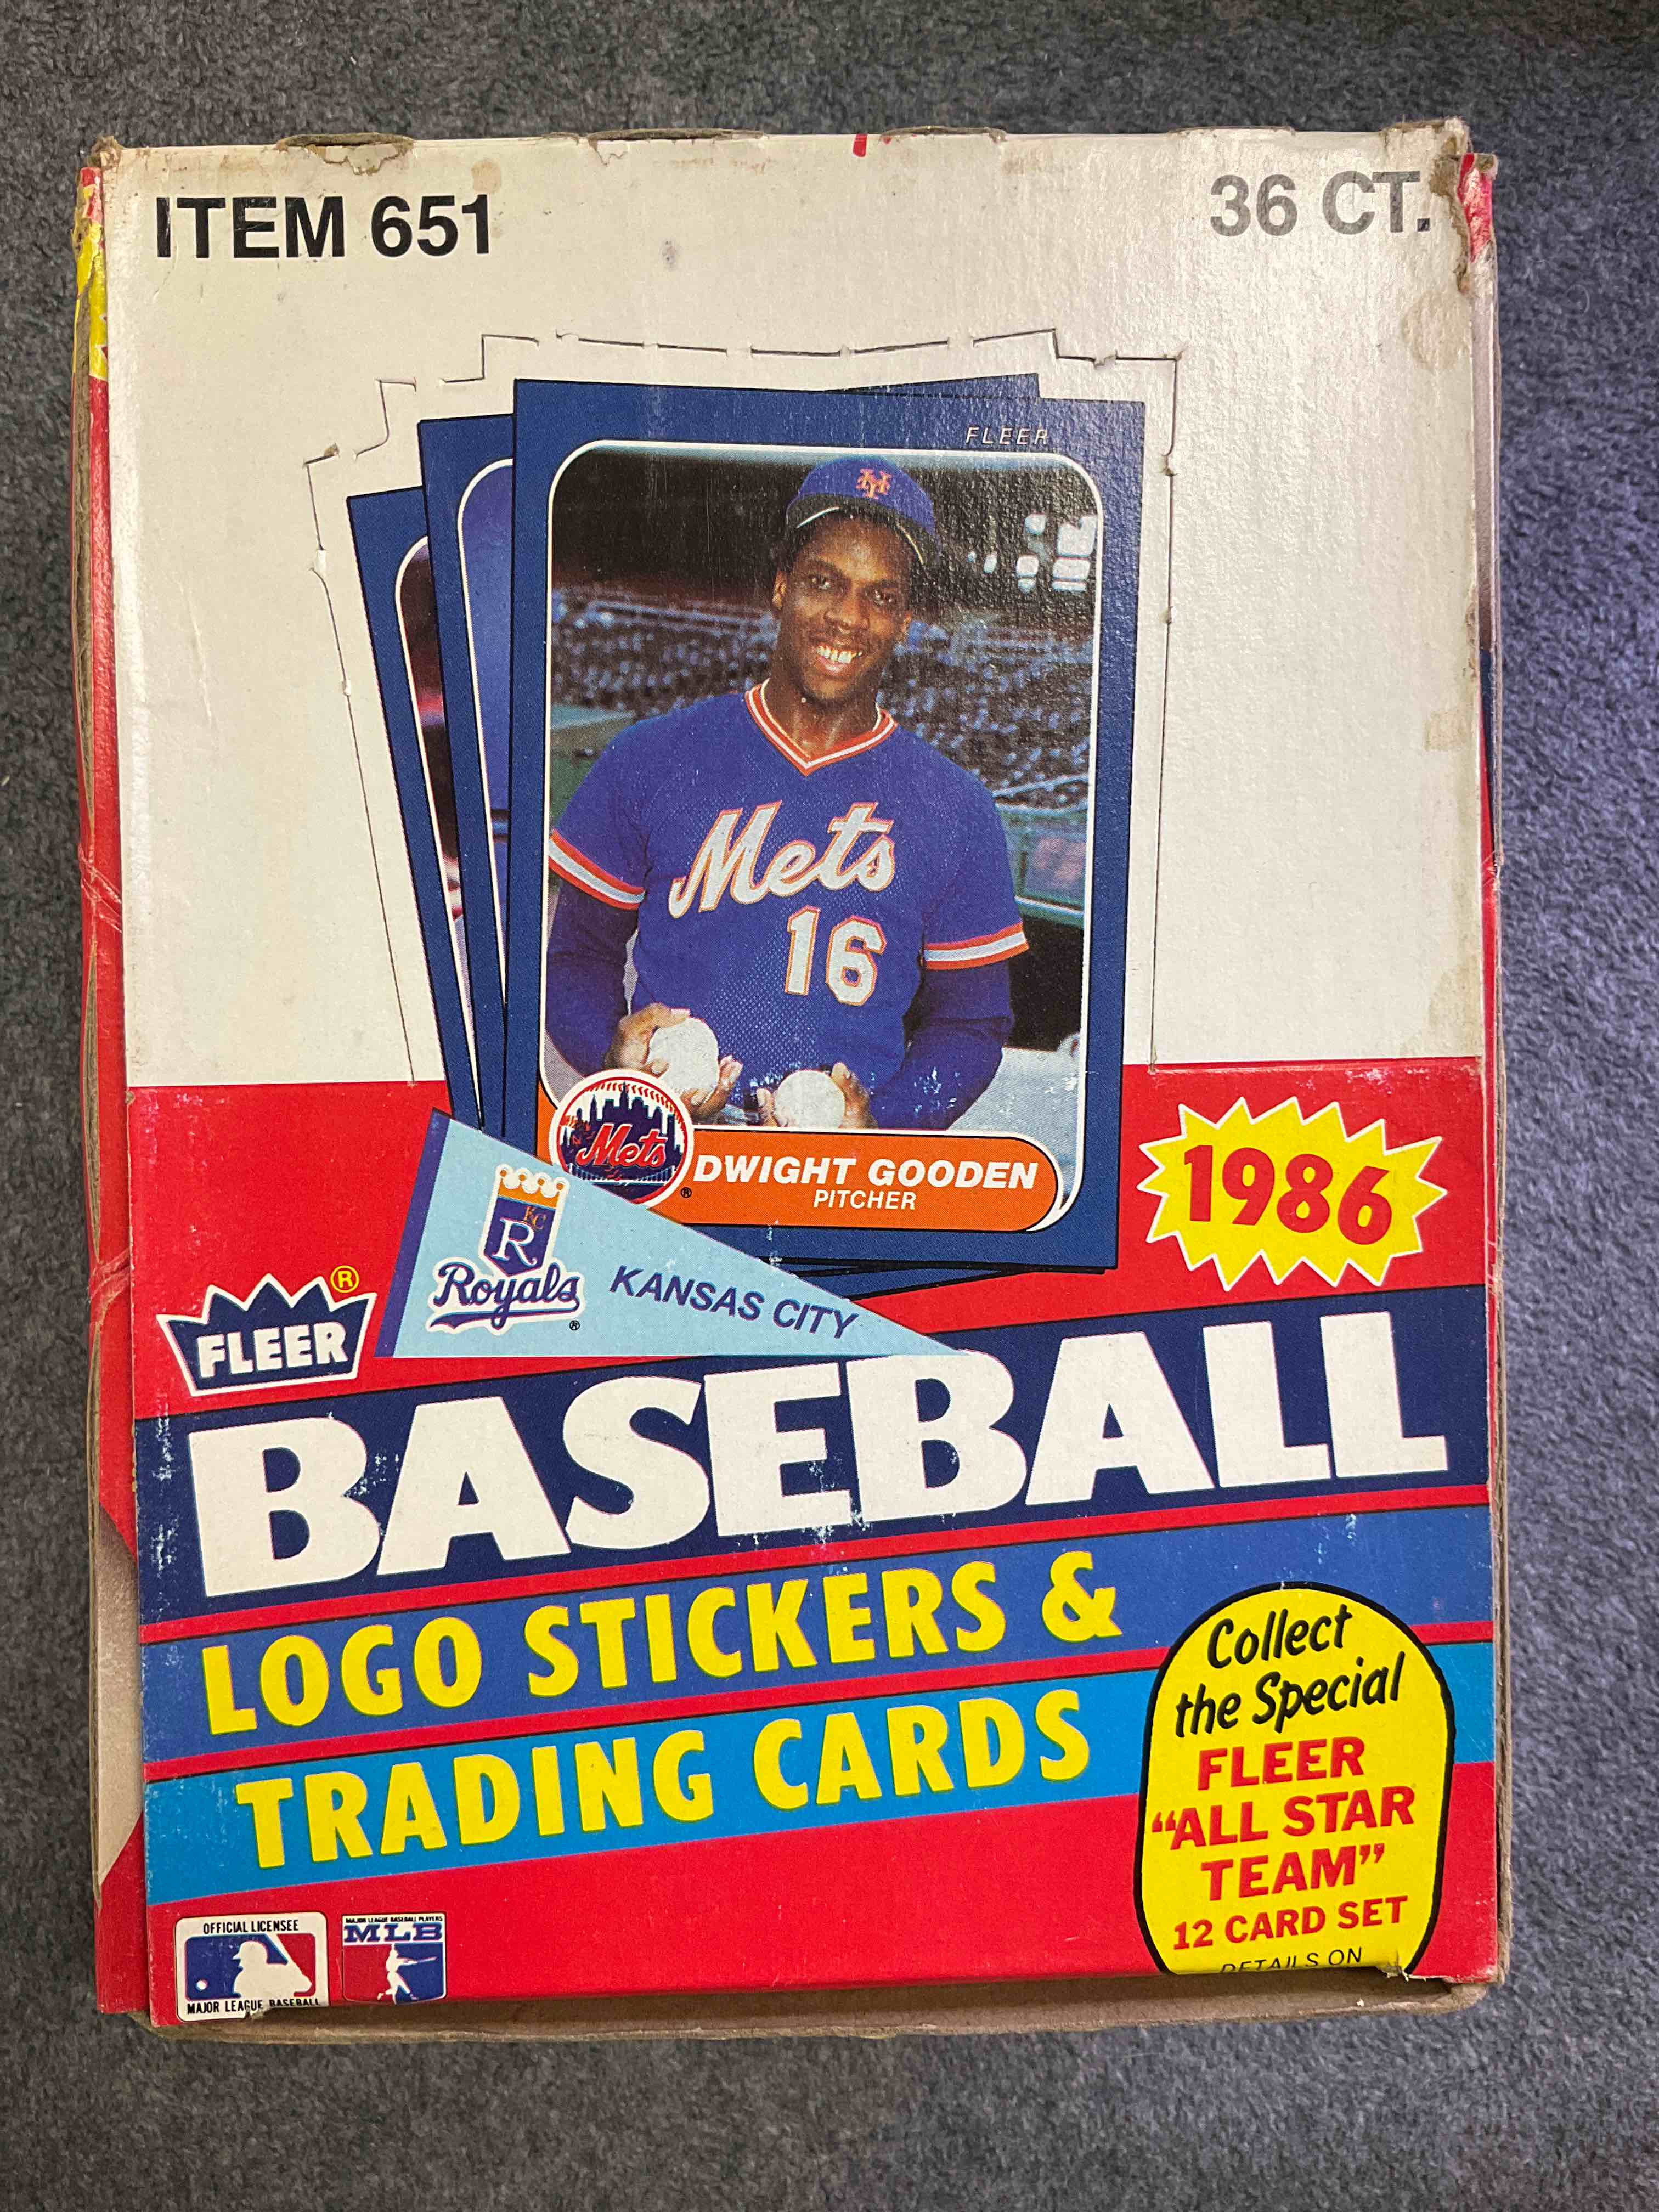 ITEM 651
36 CT.
FLEER
Mets
16
Mets
®
DWIGHT GOODEN
PITCHER
1986
KC
R
Royals
®
KANSAS CITY
®
FLEER
BASEBALL
LOGO STICKERS &
TRADING CARDS
Collect
the Special
FLEER
“ALL STAR
TEAM”
12 CARD SET
DETAILS ON
OFFICIAL LICENSEE
MAJOR LEAGUE BASEBALL
MAJOR LEAGUE BASEBALL PLAYERS
MLB